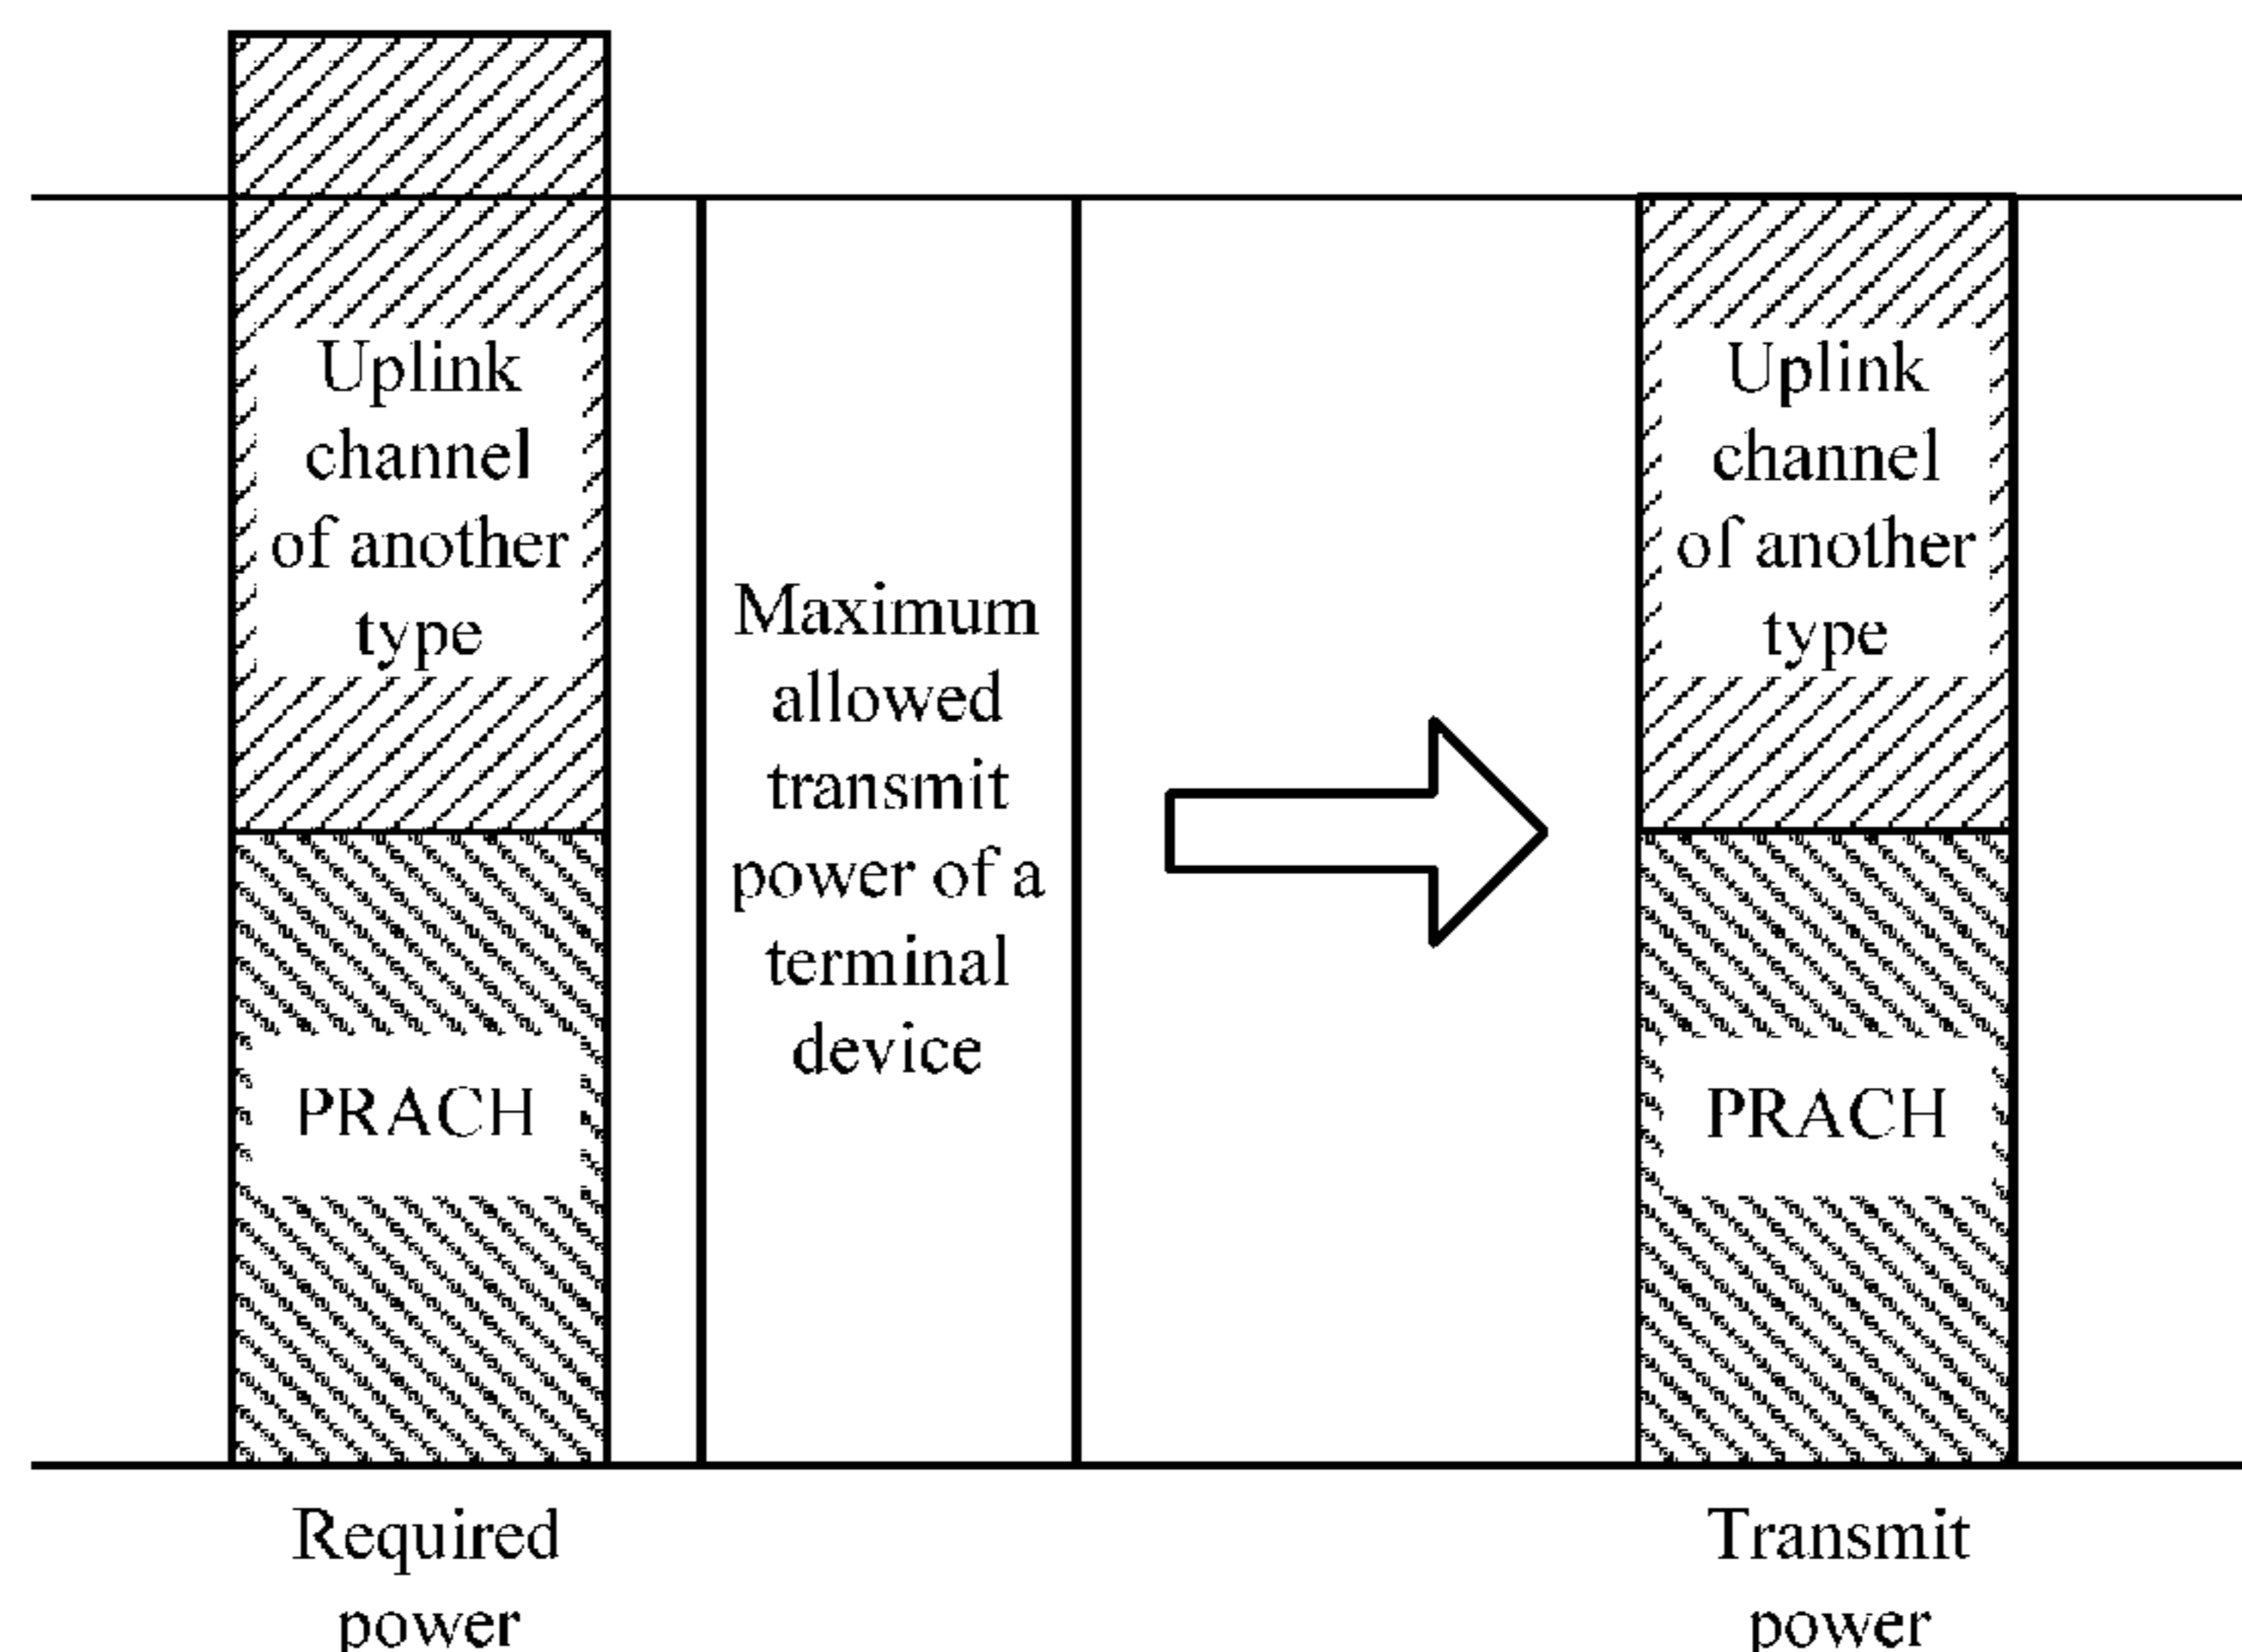 Uplink
channel
of another
type
PRACH
Required
power
Maximum
allowed
transmit
power of a
terminal
device
Uplink
channel
of another
type
PRACH
Transmit
power